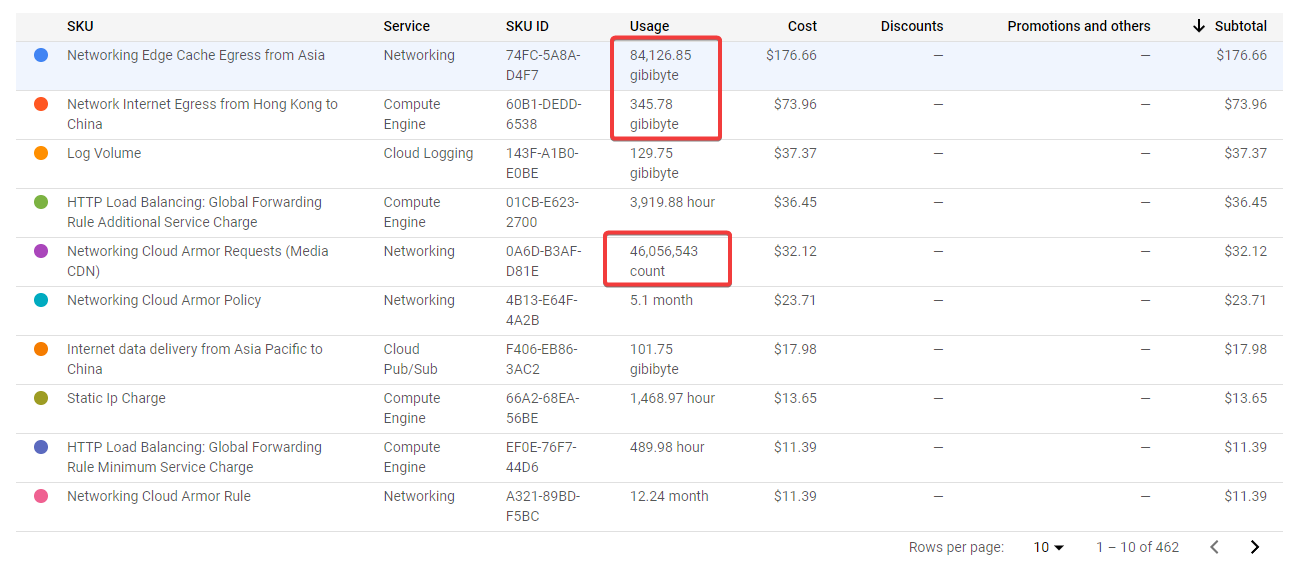 SKU Service SKU ID Usage Cost Discounts Promotions and others ↓ Subtotal
Networking Edge Cache Egress from Asia Networking 74FC-5A8A- 84,126.85 $176.66 — — $176.66
D4F7 gibibyte
Network Internet Egress from Hong Kong to Compute 60B1-DEDD- 345.78 $73.96 — — $73.96
China Engine 6538 gibibyte
Log Volume Cloud Logging 143F-A1B0- 129.75 $37.37 — — $37.37
E0BE gibibyte
HTTP Load Balancing: Global Forwarding Compute 01CB-E623- 3,919.88 hour $36.45 — — $36.45
Rule Additional Service Charge Engine 2700
Networking Cloud Armor Requests (Media Networking 0A6D-B3AF- 46,056,543 $32.12 — — $32.12
CDN) D81E count
Networking Cloud Armor Policy Networking 4B13-E64F- 5.1 month $23.71 — — $23.71
4A2B
Internet data delivery from Asia Pacific to Cloud F406-EB86- 101.75 $17.98 — — $17.98
China Pub/Sub 3AC2 gibibyte
Static Ip Charge Compute 66A2-68EA- 1,468.97 hour $13.65 — — $13.65
Engine 56BE
HTTP Load Balancing: Global Forwarding Compute EF0E-76F7- 489.98 hour $11.39 — — $11.39
Rule Minimum Service Charge Engine 44D6
Networking Cloud Armor Rule Networking A321-89BD- 12.24 month $11.39 — — $11.39
F5BC
Rows per page: 10 1 – 10 of 462